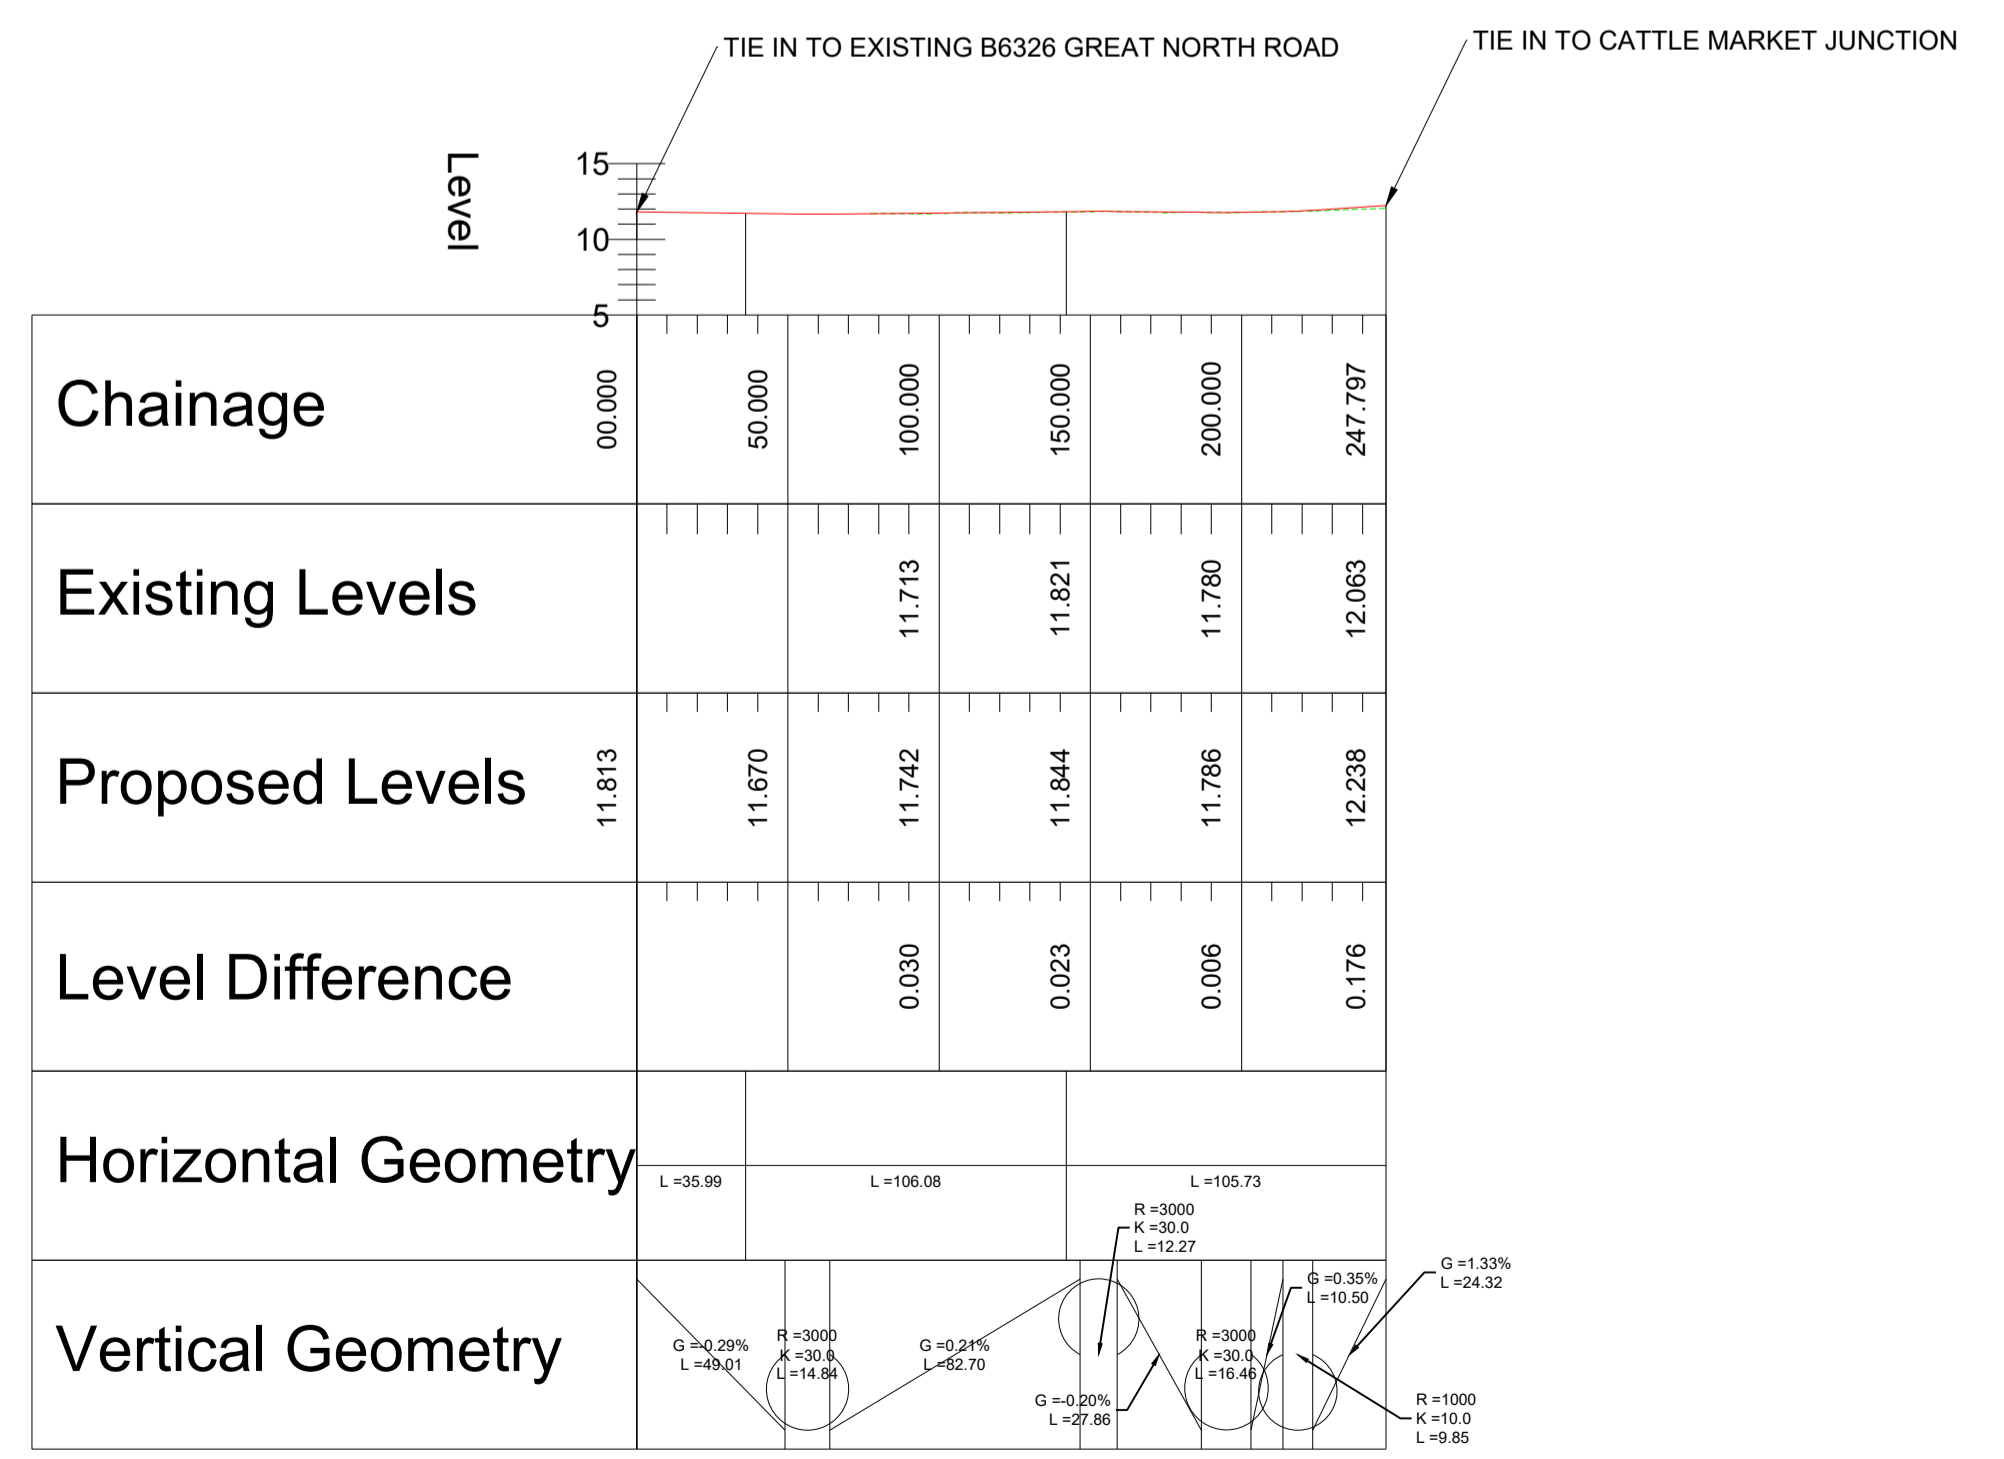 TIE IN TO EXISTING B6326 GREAT NORTH ROAD
TIE IN TO CATTLE MARKET JUNCTION
Level
15
10
5
Chainage
00.000
50.000
100.000
150.000
200.000
247.797
Existing Levels
11.713
11.821
11.780
12.063
Proposed Levels
11.813
11.670
11.742
11.844
11.786
12.238
Level Difference
0.030
0.023
0.006
0.176
Horizontal Geometry
L =35.99
L =106.08
L =105.73
Vertical Geometry
G =-0.29%
L =49.01
R =3000
K =30.0
L =14.84
G =0.21%
L =82.70
R =3000
K =30.0
L =12.27
G =-0.20%
L =27.86
R =3000
K =30.0
L =16.46
G =0.35%
L =10.50
R =1000
K =10.0
L =9.85
G =1.33%
L =24.32